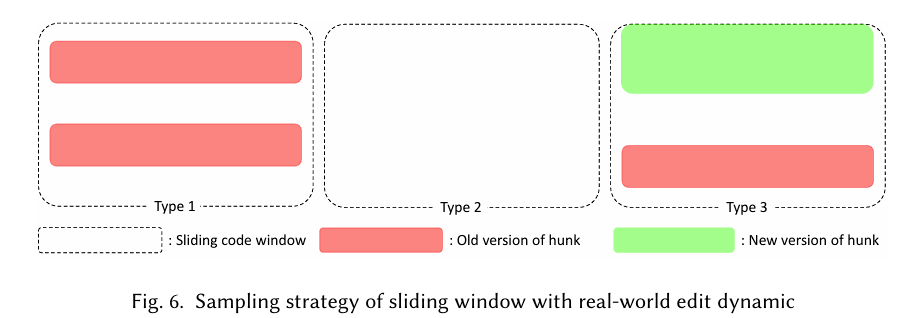 Type 1
Type 2
Type 3
: Sliding code window
: Old version of hunk
: New version of hunk
Fig. 6. Sampling strategy of sliding window with real-world edit dynamic